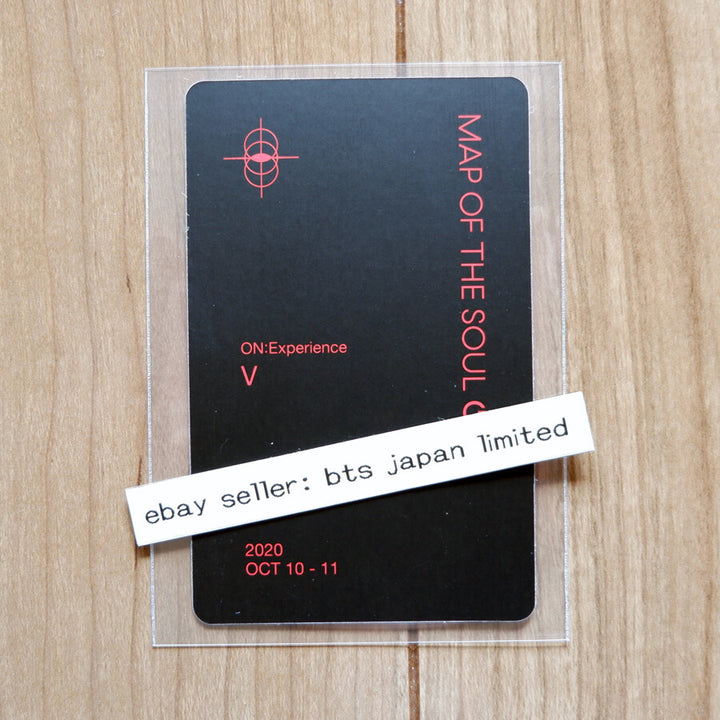 MAP OF THE SOUL
ON:Experience
V
ebay seller: bts japan limited
2020
OCT 10 - 11